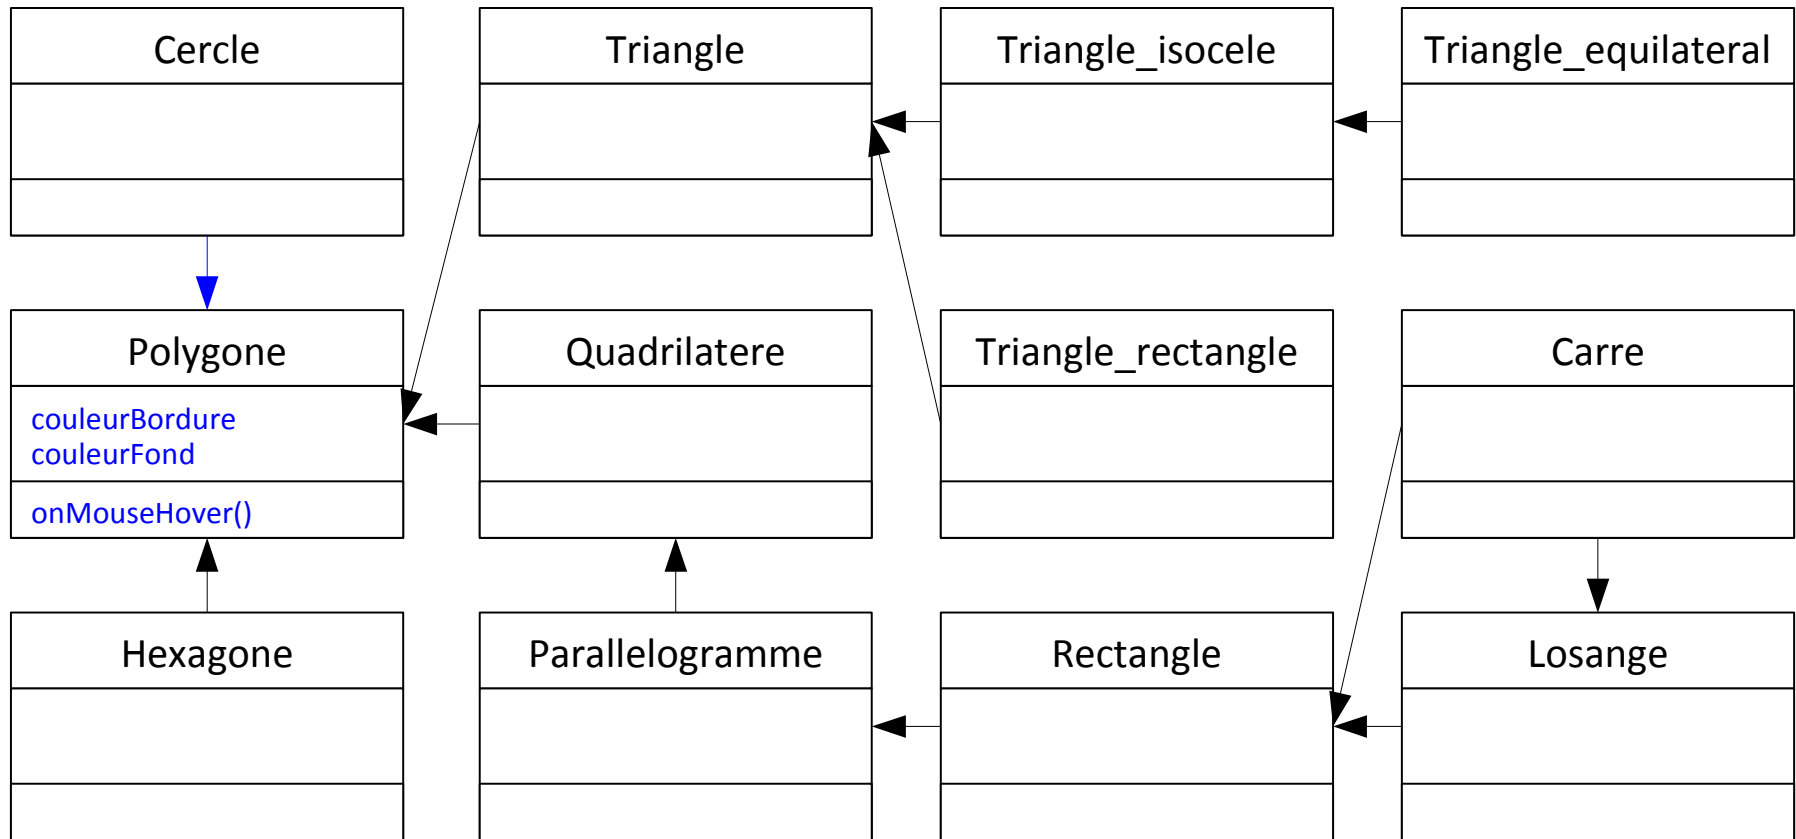 Cercle
Triangle
Triangle_isocele
Triangle_equilateral
Polygone
couleurBordure
couleurFond
onMouseHover()
Quadrilatere
Triangle_rectangle
Carre
Hexagone
Parallelogramme
Rectangle
Losange